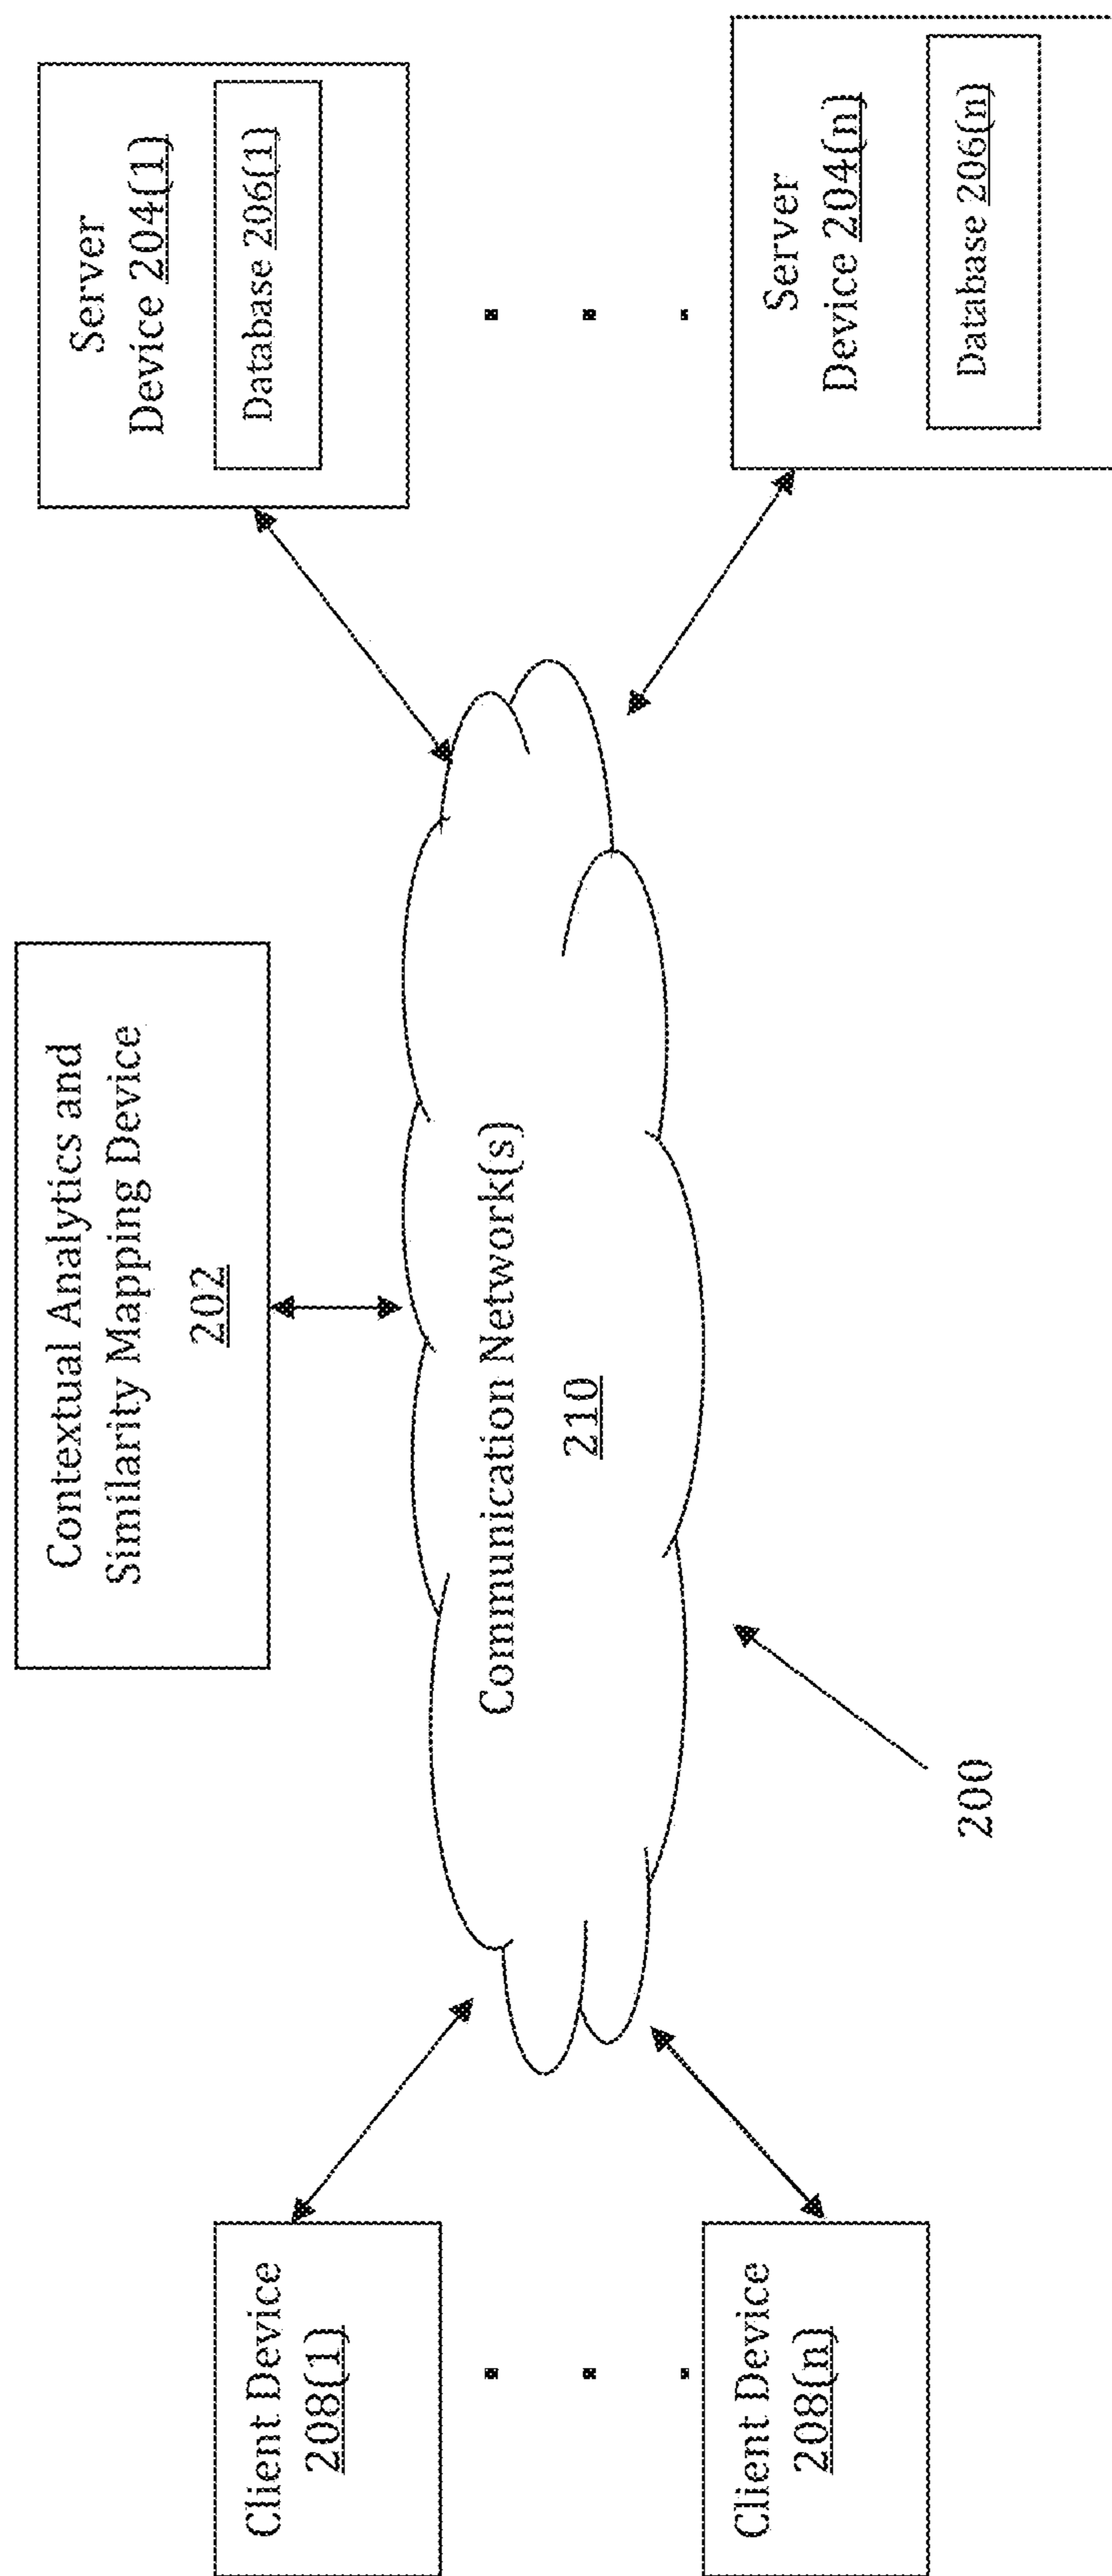 Contextual Analytics and
Similarity Mapping Device
202
Client Device
208(1)
Client Device
208(n)
Communication Network(s)
210
200
Server
Device 204(1)
Database 206(1)
Server
Device 204(n)
Database 206(n)